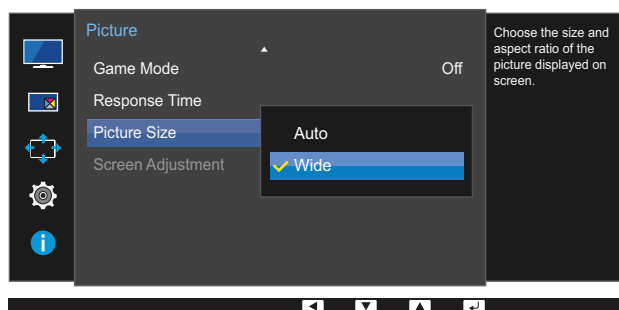 Picture
Game Mode Off
Response Time
Picture Size
Screen Adjustment
Auto
Wide
Choose the size and
aspect ratio of the
picture displayed on
screen.